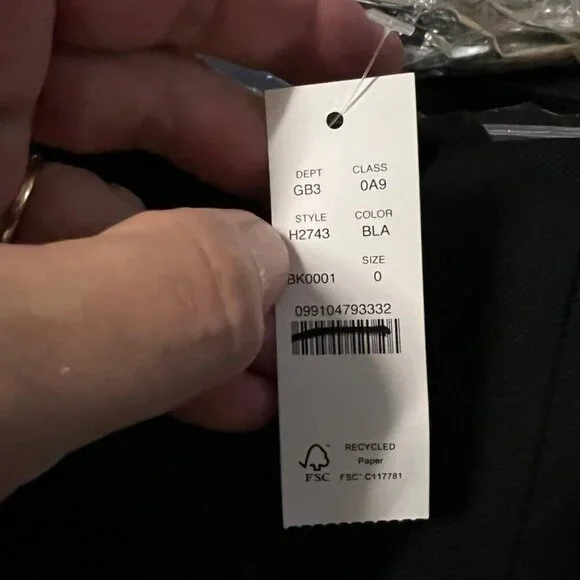 DEPT CLASS
GB3 0A9
STYLE COLOR
H2743 BLA
SIZE
BK0001 0
099104793332
RECYCLED
Paper
FSC
FSC™ C117781